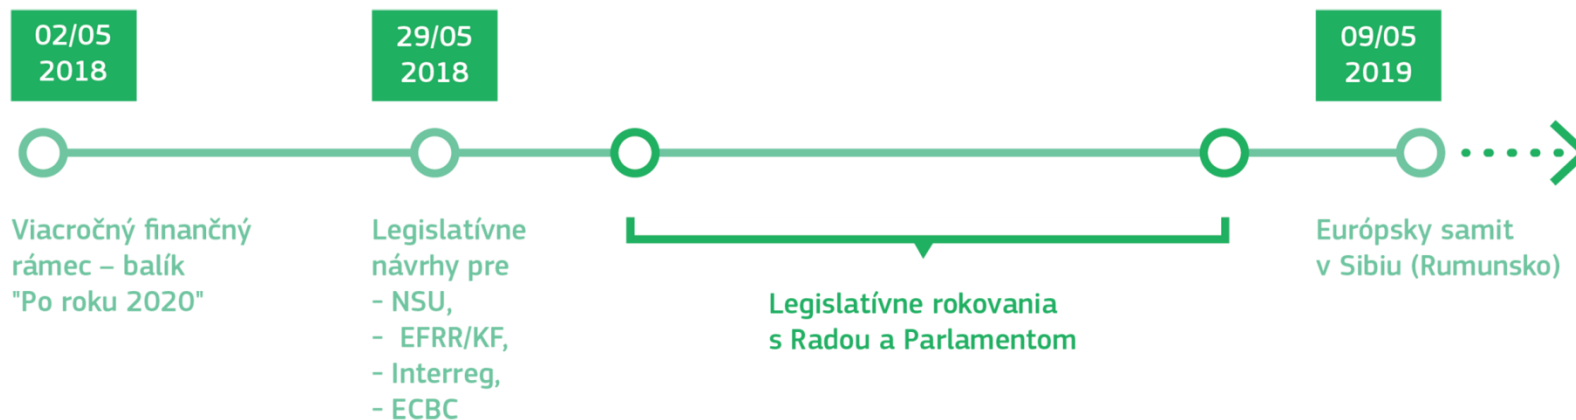 02/05
2018
29/05
2018
09/05
2019
Viacročný finančný
rámec – balík
"Po roku 2020"
Legislatívne
návrhy pre
- NSU,
- EFRR/KF,
- Interreg,
- ECBC
Legislatívne rokovania
s Radou a Parlamentom
Európsky samit
v Sibiu (Rumunsko)